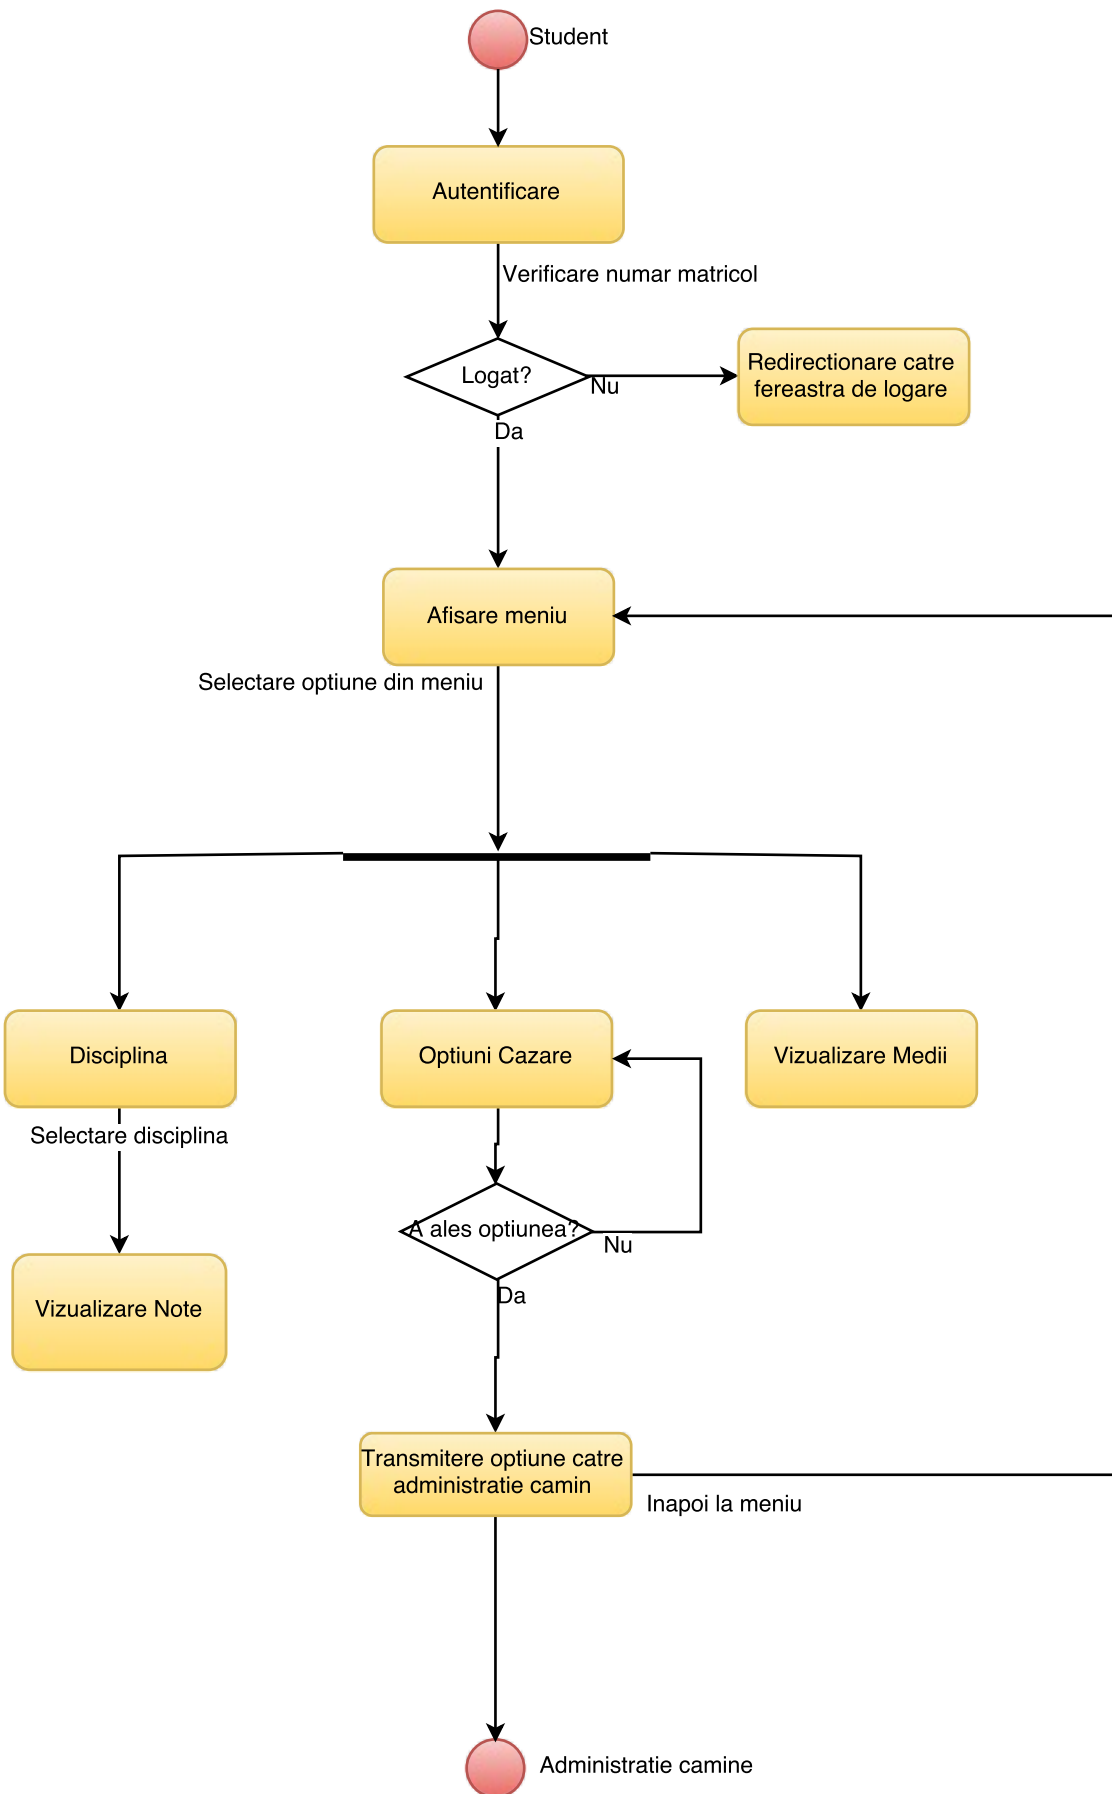 Student
Autentificare
Verificare numar matricol
Logat?
Nu
Redirectionare catre
fereastra de logare
Da
Afisare meniu
Selectare optiune din meniu
Disciplina
Optiuni Cazare
Vizualizare Medii
Selectare disciplina
A ales optiunea?
Nu
Da
Vizualizare Note
Transmitere optiune catre
administratie camin
Inapoi la meniu
Administratie camine